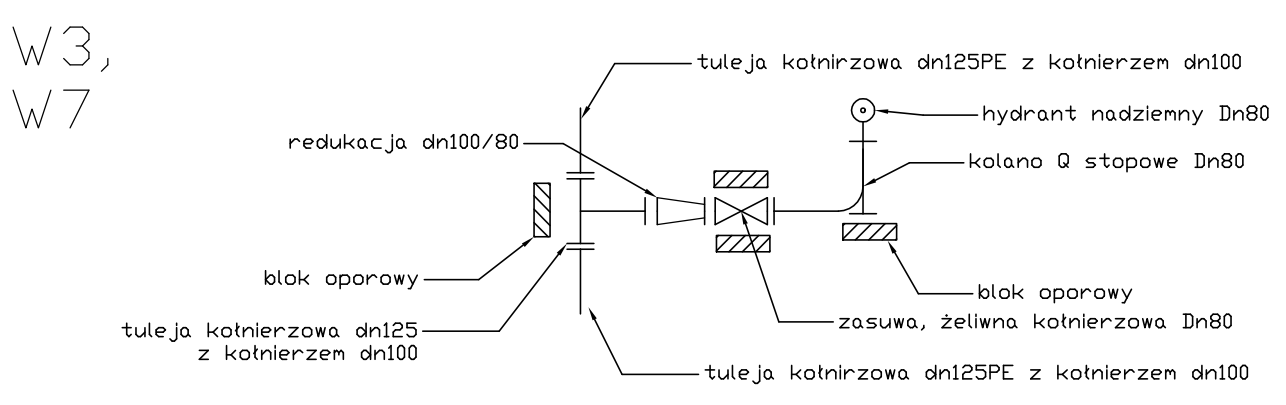 W3,
W7
tuleja kołnirzowa dn125PE z kołnierzem dn100
hydrant nadziemny Dn80
redukacja dn100/80
kolano Q stopowe Dn80
blok oporowy
blok oporowy
zasuwa, żeliwna kołnierzowa Dn80
tuleja kołnierzowa dn125
z kołnierzem dn100
tuleja kołnirzowa dn125PE z kołnierzem dn100